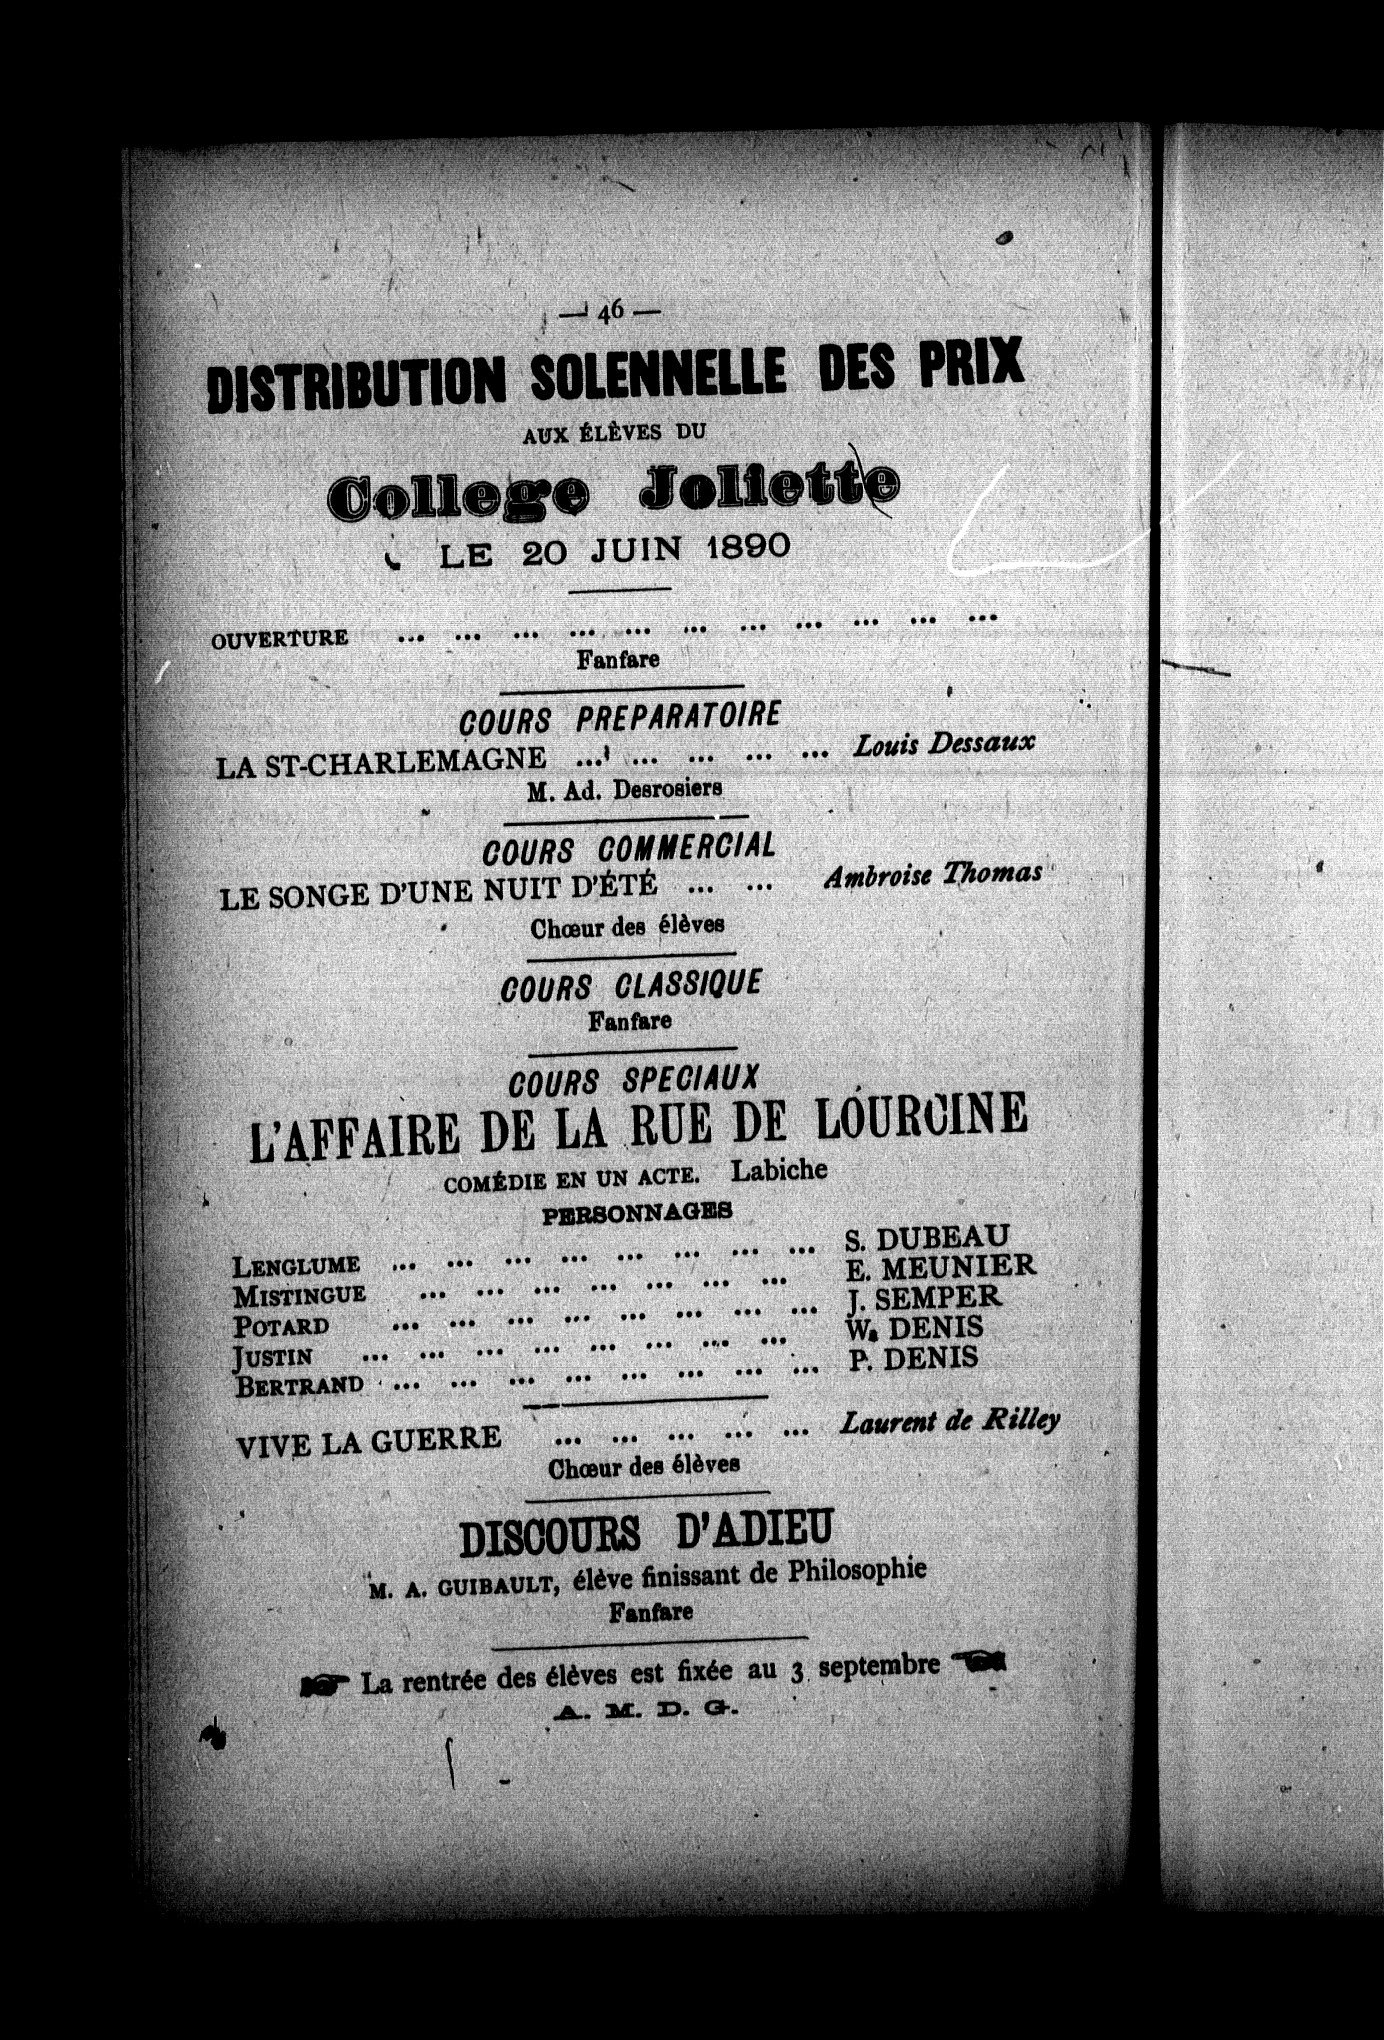 — 46 —
DISTRIBUTION SOLENNELLE DES PRIX
AUX ÉLÈVES DU
College Joliette
LE 20 JUIN 1890
OUVERTURE ... ... ... ... ... ... ... ... ... ... ...
Fanfare
COURS PREPARATOIRE
LA ST-CHARLEMAGNE ... ... ... ... ... Louis Dessaux
M. Ad. Desrosiers
COURS COMMERCIAL
LE SONGE D'UNE NUIT D'ÉTÉ ... ... Ambroise Thomas
Chœur des élèves
COURS CLASSIQUE
Fanfare
COURS SPECIAUX
L'AFFAIRE DE LA RUE DE LOURCINE
COMÉDIE EN UN ACTE. Labiche
PERSONNAGES
LENGLUME ... ... ... ... ... ... ... ... S. DUBEAU
MISTINGUE ... ... ... ... ... ... ... E. MEUNIER
POTARD ... ... ... ... ... ... ... ... J. SEMPER
JUSTIN ... ... ... ... ... ... ... ... W. DENIS
BERTRAND ... ... ... ... ... ... ... ... P. DENIS
VIVE LA GUERRE ... ... ... ... ... Laurent de Rilley
Chœur des élèves
DISCOURS D'ADIEU
M. A. GUIBAULT, élève finissant de Philosophie
Fanfare
☞ La rentrée des élèves est fixée au 3 septembre ☜
A. M. D. G.